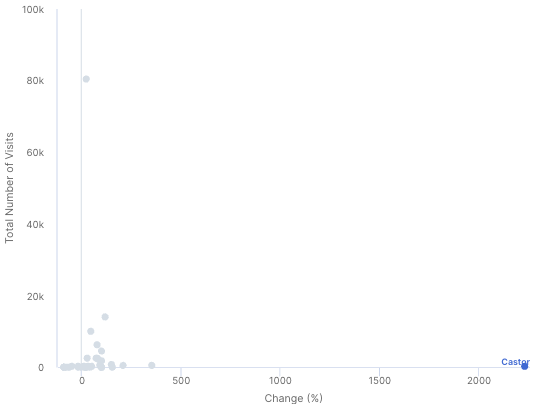 100k
80k
60k
40k
20k
0
Total Number of Visits
Castor
0 500 1000 1500 2000
Change (%)